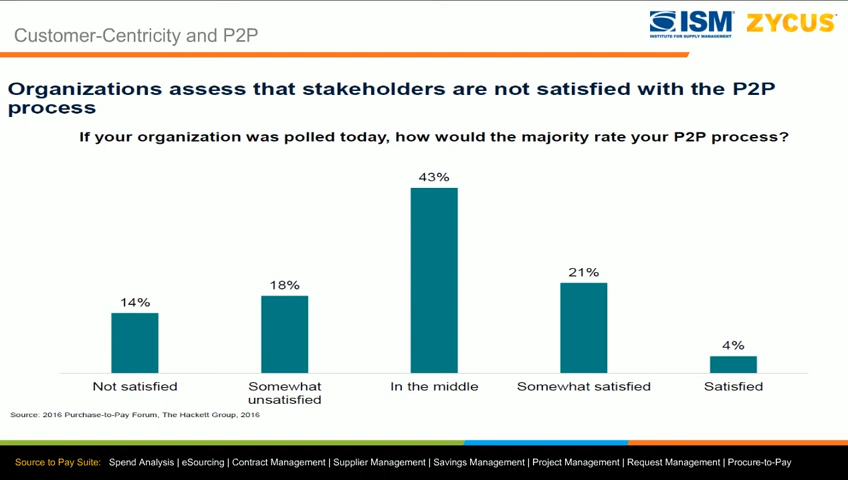 Customer-Centricity and P2P
ISM
INSTITUTE FOR SUPPLY MANAGEMENT
ZYCUS
Organizations assess that stakeholders are not satisfied with the P2P
process
If your organization was polled today, how would the majority rate your P2P process?
14%
18%
43%
21%
4%
Not satisfied
Somewhat
unsatisfied
In the middle
Somewhat satisfied
Satisfied
Source: 2016 Purchase-to-Pay Forum, The Hackett Group, 2016
Source to Pay Suite: Spend Analysis | eSourcing | Contract Management | Supplier Management | Savings Management | Project Management | Request Management | Procure-to-Pay